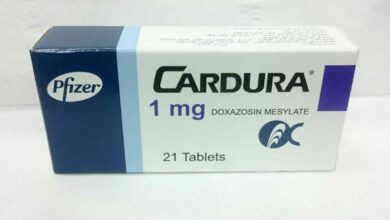 Pfizer
CARDURA*
1 mg DOXAZOSIN MESYLATE
21 Tablets